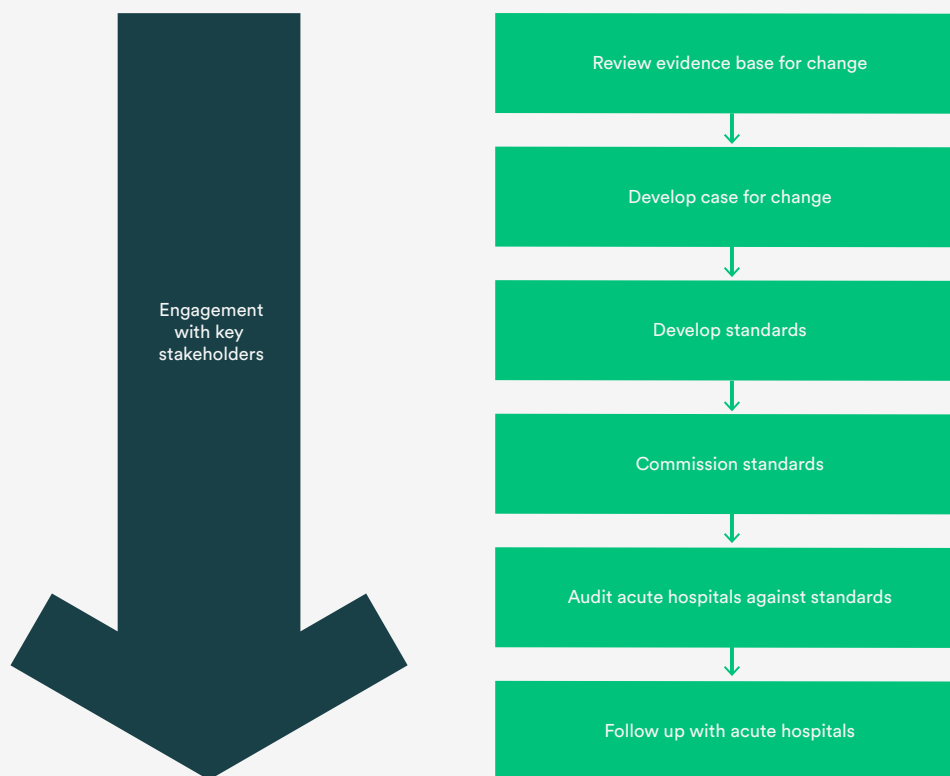 Engagement
with key
stakeholders
Review evidence base for change
Develop case for change
Develop standards
Commission standards
Audit acute hospitals against standards
Follow up with acute hospitals